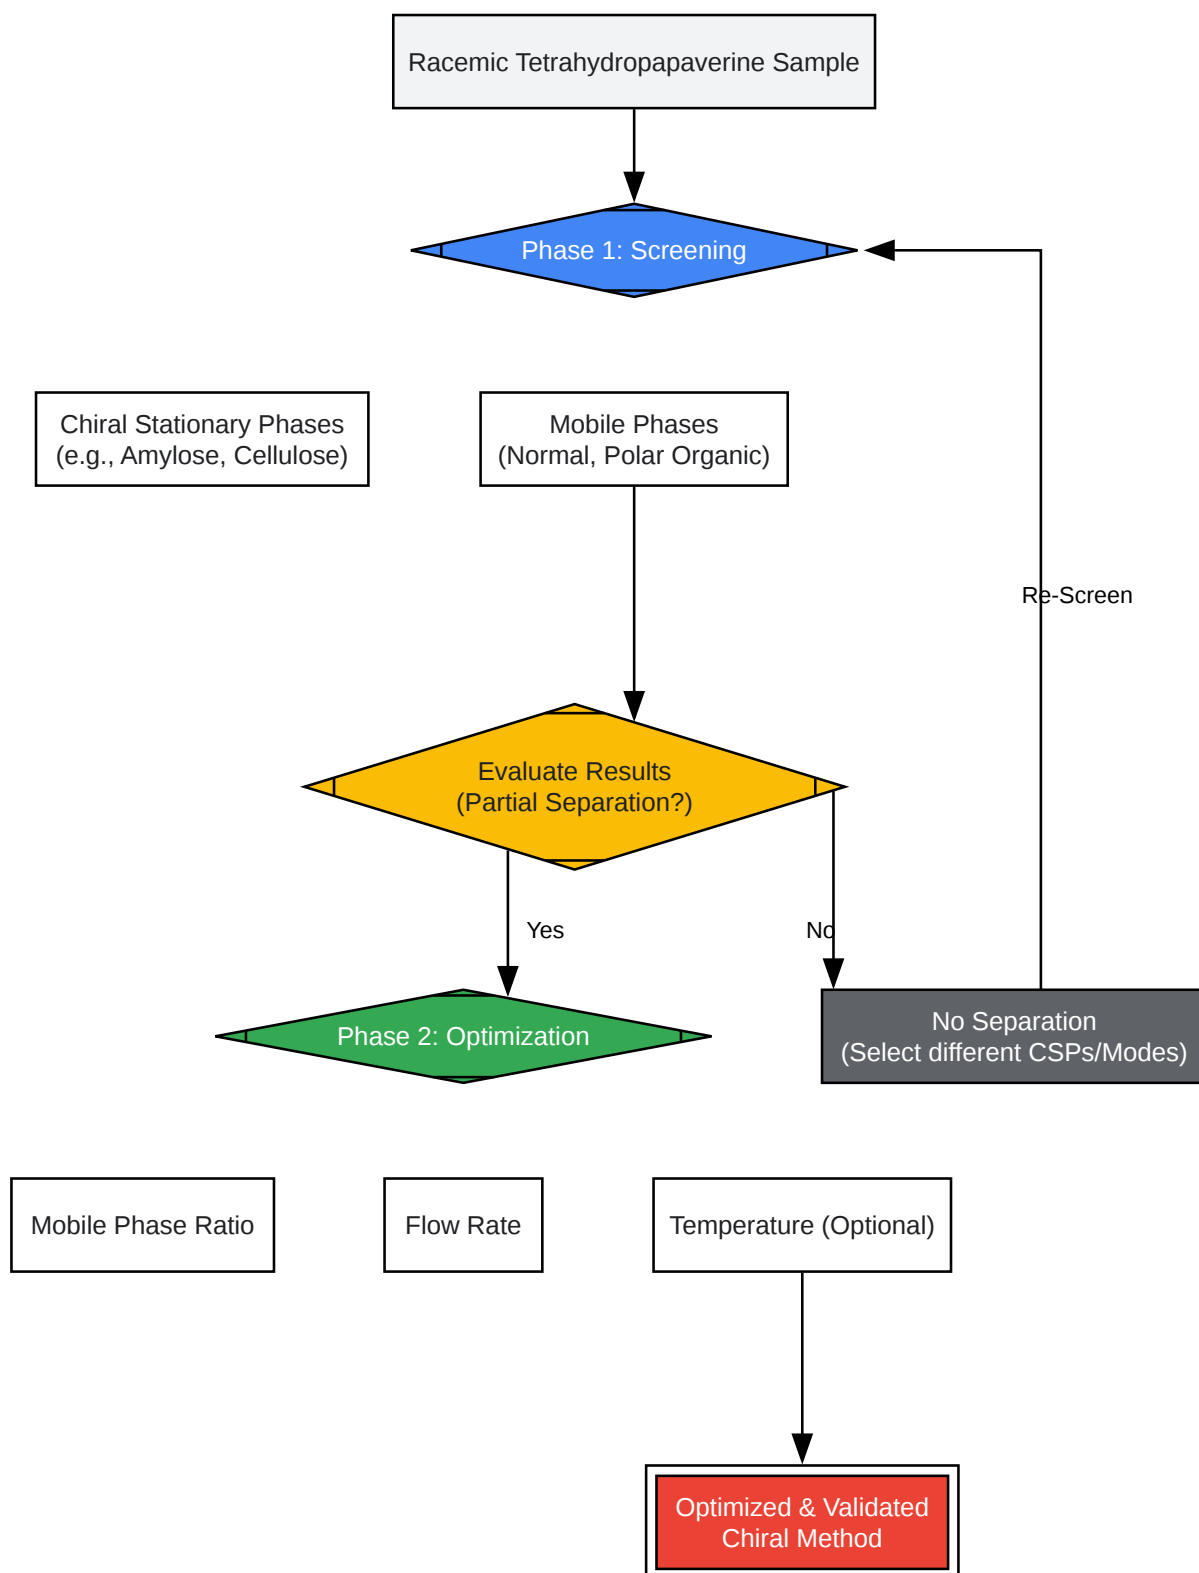 Racemic Tetrahydropapaverine Sample
Phase 1: Screening
Chiral Stationary Phases
(e.g., Amylose, Cellulose)
Mobile Phases
(Normal, Polar Organic)
Re-Screen
Evaluate Results
(Partial Separation?)
Yes
No
Phase 2: Optimization
No Separation
(Select different CSPs/Modes)
Mobile Phase Ratio
Flow Rate
Temperature (Optional)
Optimized & Validated
Chiral Method